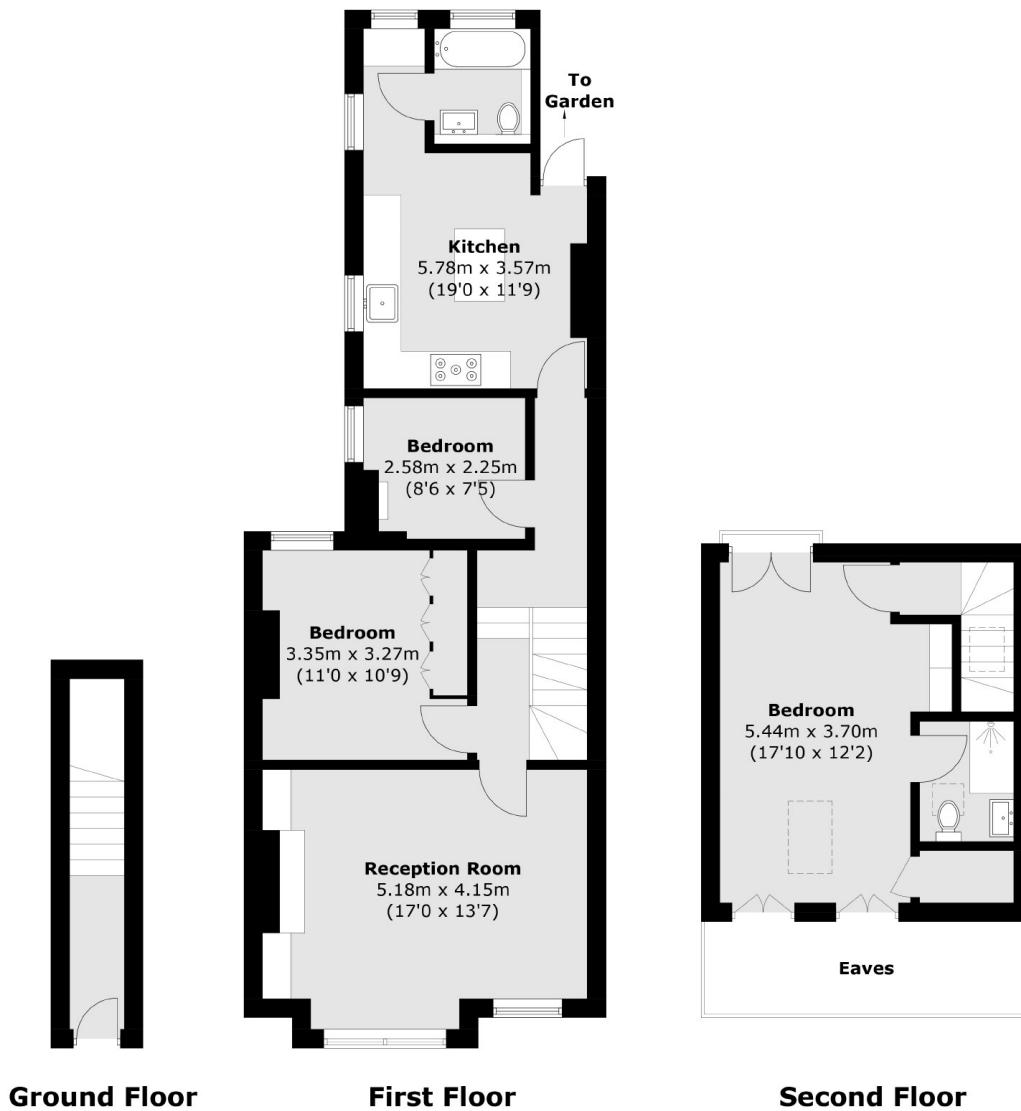 To
Garden
Kitchen
5.78m x 3.57m
(19'0 x 11'9)
Bedroom
2.58m x 2.25m
(8'6 x 7'5)
Bedroom
3.35m x 3.27m
(11'0 x 10'9)
Reception Room
5.18m x 4.15m
(17'0 x 13'7)
Bedroom
5.44m x 3.70m
(17'10 x 12'2)
Eaves
Ground Floor
First Floor
Second Floor